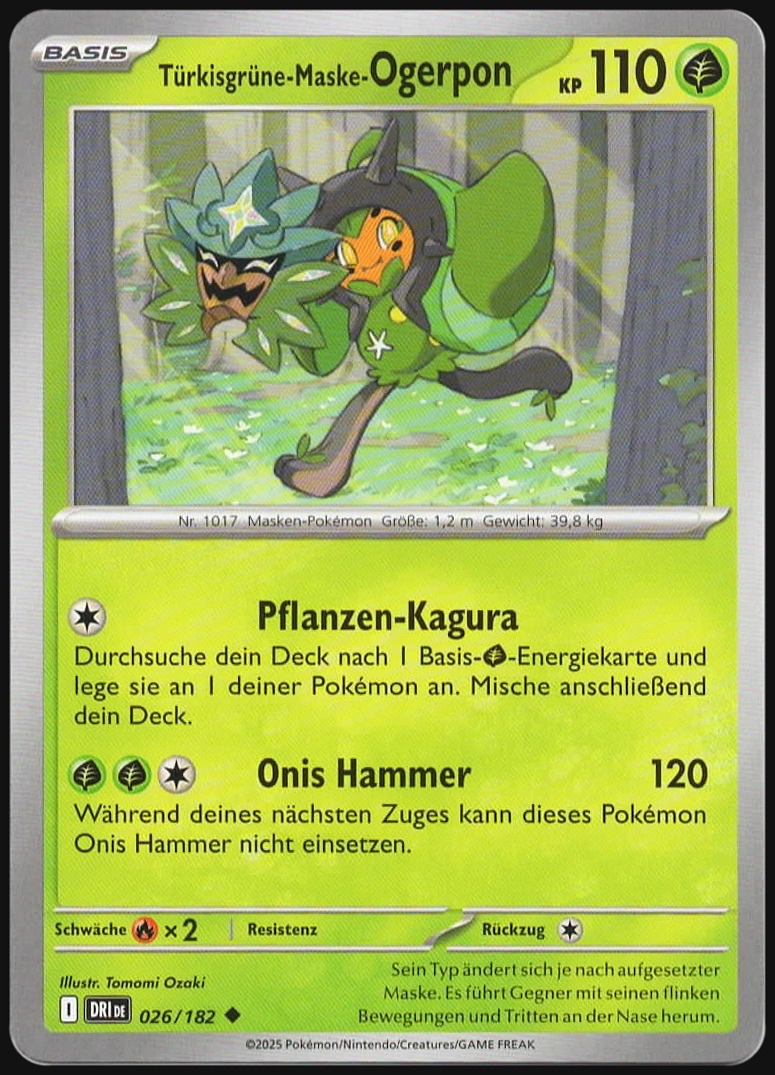 BASIS
Türkisgrüne-Maske-Ogerpon KP 110
Nr. 1017 Masken-Pokémon Größe: 1,2 m Gewicht: 39,8 kg
Pflanzen-Kagura
Durchsuche dein Deck nach 1 Basis- -Energiekarte und
lege sie an 1 deiner Pokémon an. Mische anschließend
dein Deck.
Onis Hammer 120
Während deines nächsten Zuges kann dieses Pokémon
Onis Hammer nicht einsetzen.
Schwäche ×2 Resistenz Rückzug
Illustr. Tomomi Ozaki
I DRI DE 026/182
Sein Typ ändert sich je nach aufgesetzter
Maske. Es führt Gegner mit seinen flinken
Bewegungen und Tritten an der Nase herum.
©2025 Pokémon/Nintendo/Creatures/GAME FREAK